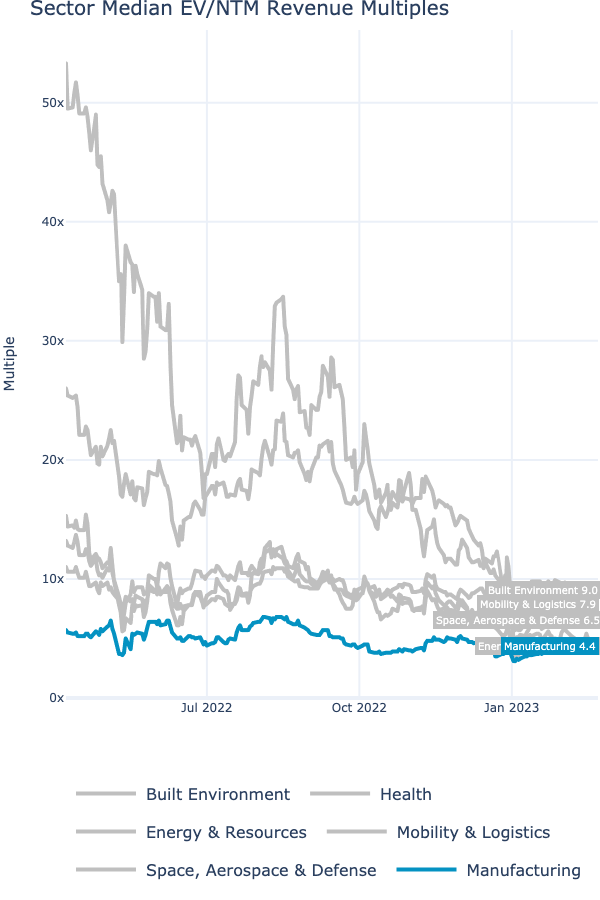 Sector Median EV/NTM Revenue Multiples
50x
40x
30x
20x
10x
0x
Multiple
Built Environment 9.0
Mobility & Logistics 7.9
Space, Aerospace & Defense 6.5
Ener
Manufacturing 4.4
Jul 2022 Oct 2022 Jan 2023
Built Environment Health
Energy & Resources Mobility & Logistics
Space, Aerospace & Defense Manufacturing